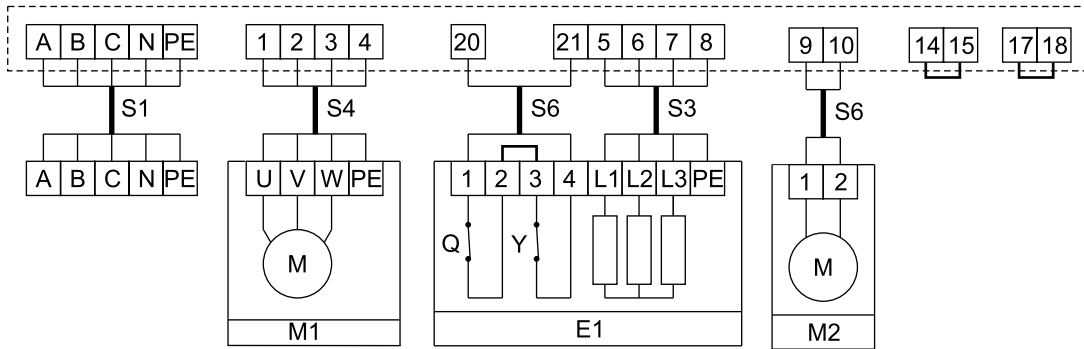 A B C N PE 1 2 3 4 20 21 5 6 7 8 9 10 14 15 17 18
S1 S4 S6 S3 S6
A B C N PE U V W PE 1 2 3 4 L1 L2 L3 PE 1 2
Q Y
M M
M1 E1 M2